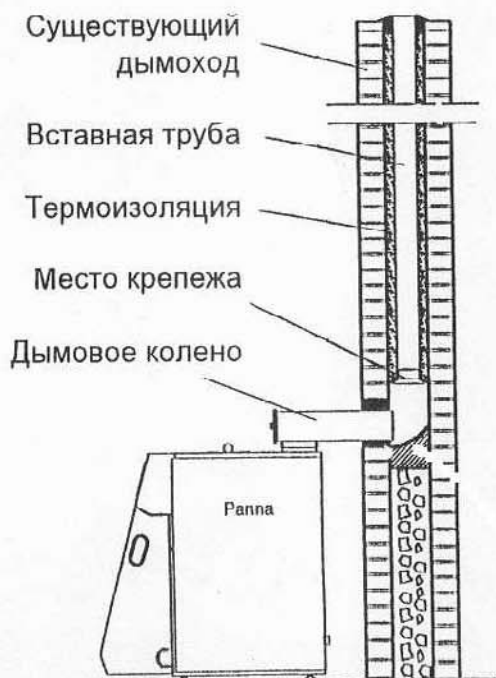 Существующий
дымоход
Вставная труба
Термоизоляция
Место крепежа
Дымовое колено
Panna